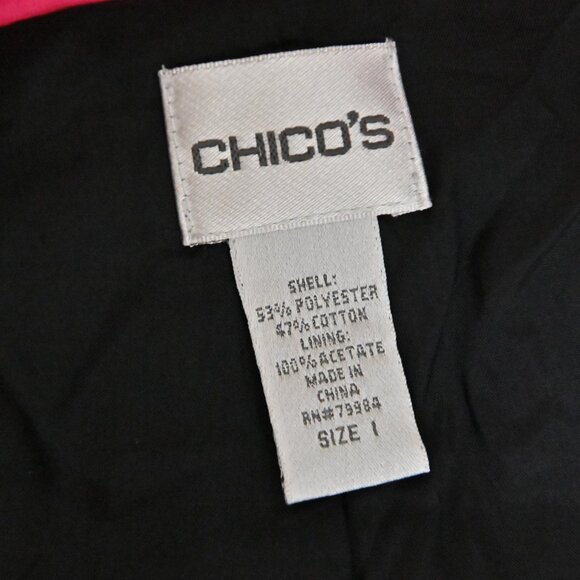 CHICO'S
SHELL:
53% POLYESTER
47% COTTON
LINING:
100% ACETATE
MADE IN
CHINA
RN#79984
SIZE 1